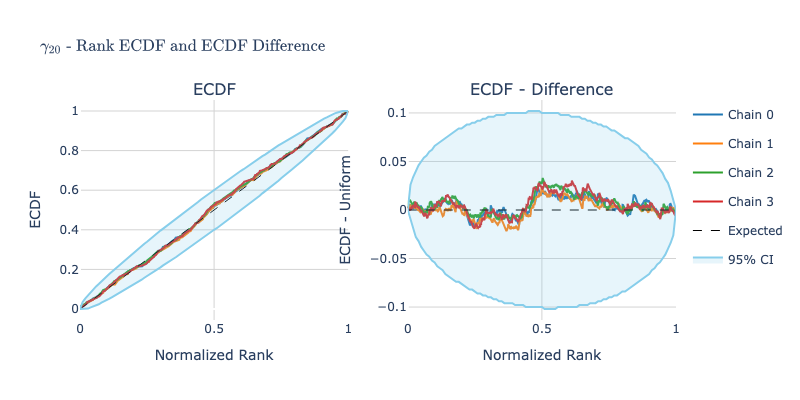 γ₂₀ - Rank ECDF and ECDF Difference
ECDF
ECDF - Difference
ECDF
1
0.8
0.6
0.4
0.2
0
0
0.5
1
Normalized Rank
ECDF - Uniform
0.1
0.05
0
−0.05
−0.1
0
0.5
1
Normalized Rank
Chain 0
Chain 1
Chain 2
Chain 3
Expected
95% CI